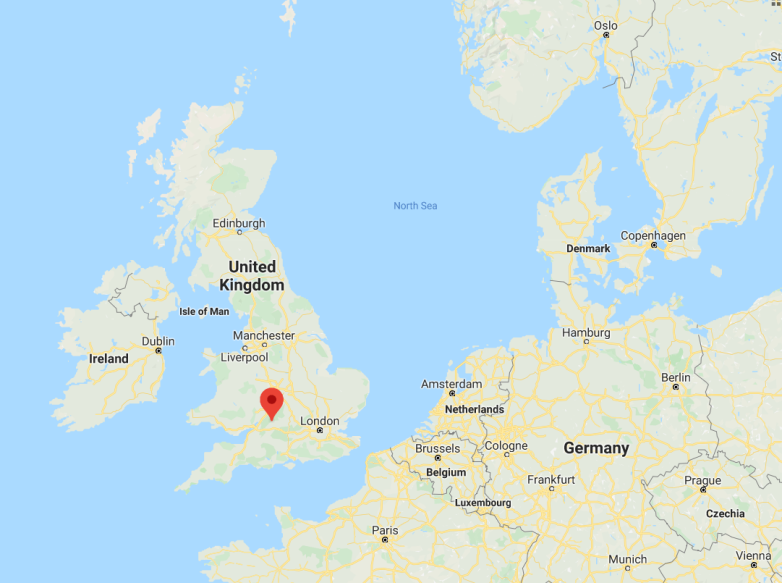 Oslo
St
North Sea
Edinburgh
Copenhagen
Denmark
United
Kingdom
Isle of Man
Hamburg
Manchester
Dublin
Liverpool
Ireland
Berlin
Amsterdam
Netherlands
London
Cologne
Brussels
Germany
Belgium
Frankfurt
Prague
Luxembourg
Czechia
Paris
Vienna
Munich